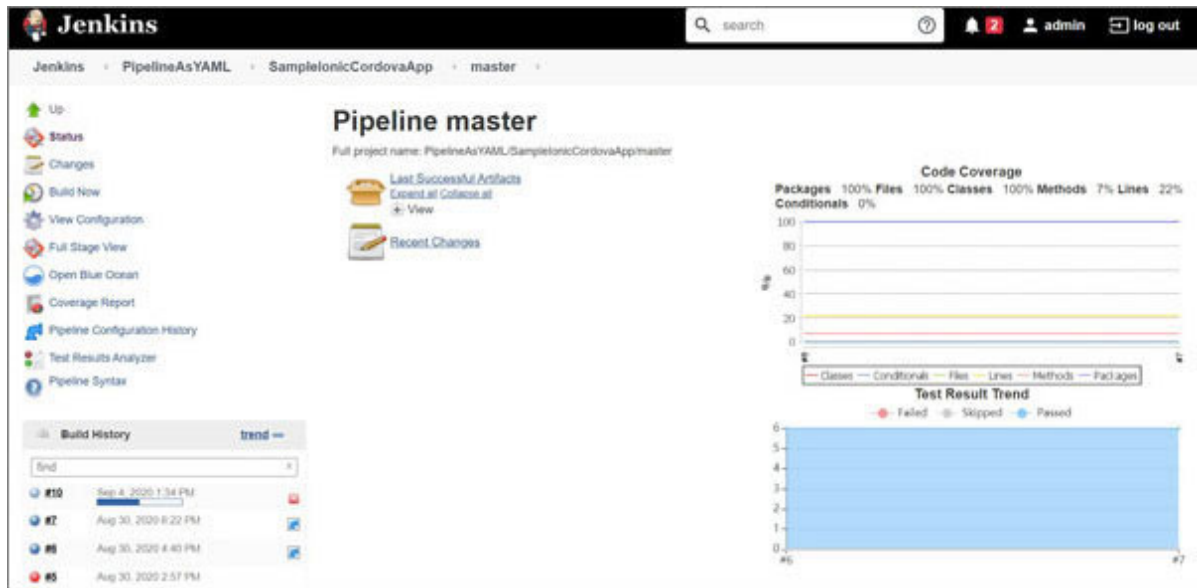 Jenkins
search
2
admin
log out
Jenkins
PipelineAsYAML
SampleIonicCordovaApp
master
Up
Status
Changes
Build Now
View Configuration
Full Stage View
Open Blue Ocean
Coverage Report
Pipeline Configuration History
Test Results Analyzer
Pipeline Syntax
Build History
trend
find
x
#10 Sep 4, 2020 1:34 PM
#7 Aug 30, 2020 6:22 PM
#6 Aug 30, 2020 4:40 PM
#5 Aug 30, 2020 2:57 PM
Pipeline master
Full project name: PipelineAsYAML/SampleIonicCordovaApp/master
Last Successful Artifacts
Expand all Collapse all
View
Recent Changes
Code Coverage
Packages 100% Files 100% Classes 100% Methods 7% Lines 22%
Conditionals 0%
100
80
60
40
20
0
%
#6
#7
Classes Conditionals Files Lines Methods Packages
Test Result Trend
Failed Skipped Passed
6
5
4
3
2
1
0
#6
#7